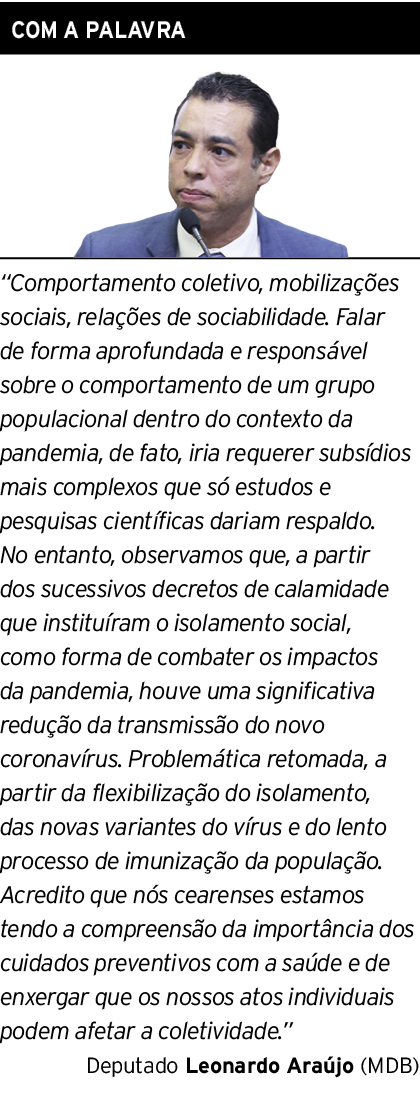 COM A PALAVRA
“Comportamento coletivo, mobilizações
sociais, relações de sociabilidade. Falar
de forma aprofundada e responsável
sobre o comportamento de um grupo
populacional dentro do contexto da
pandemia, de fato, iria requerer subsídios
mais complexos que só estudos e
pesquisas científicas dariam respaldo.
No entanto, observamos que, a partir
dos sucessivos decretos de calamidade
que instituíram o isolamento social,
como forma de combater os impactos
da pandemia, houve uma significativa
redução da transmissão do novo
coronavírus. Problemática retomada, a
partir da flexibilização do isolamento,
das novas variantes do vírus e do lento
processo de imunização da população.
Acredito que nós cearenses estamos
tendo a compreensão da importância dos
cuidados preventivos com a saúde e de
enxergar que os nossos atos individuais
podem afetar a coletividade.”
Deputado Leonardo Araújo (MDB)